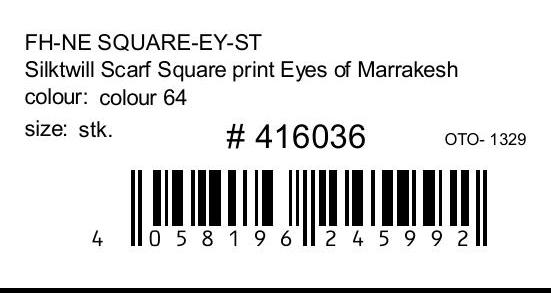 FH-NE SQUARE-EY-ST
Silktwill Scarf Square print Eyes of Marrakesh
colour: colour 64
size: stk. # 416036 OTO- 1329
4 058196 245992